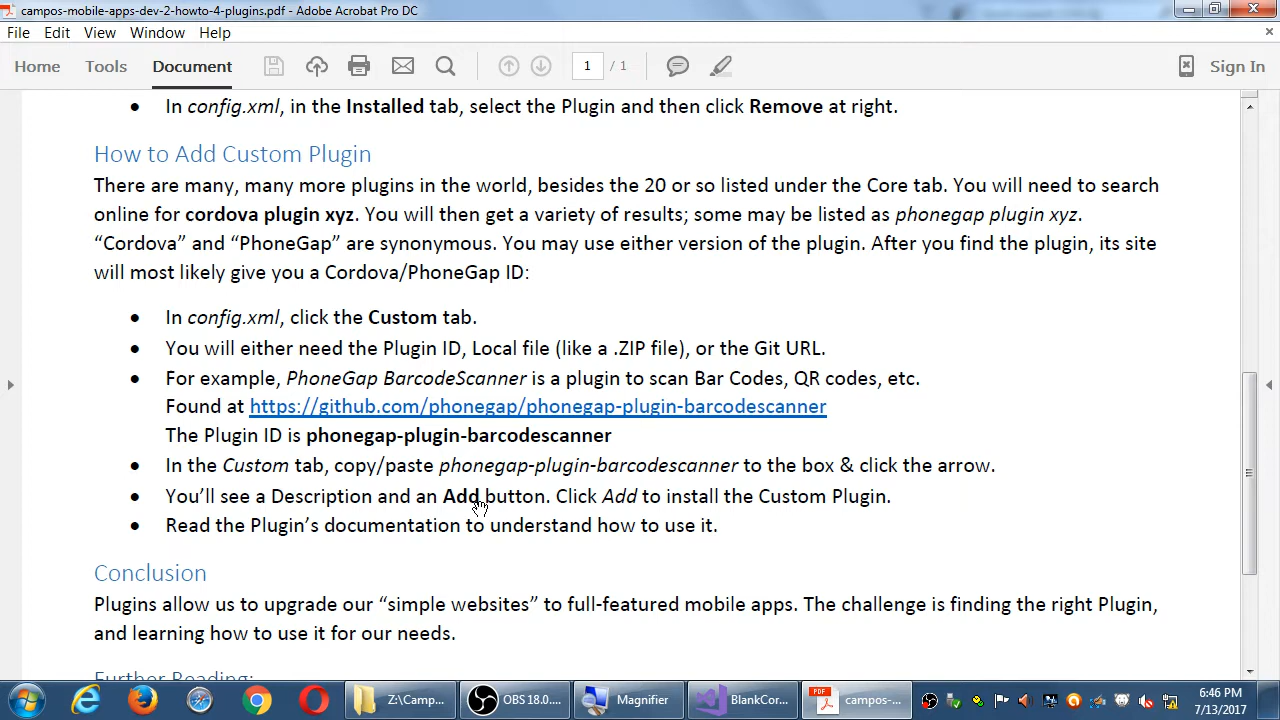 campos-mobile-apps-dev-2-howto-4-plugins.pdf - Adobe Acrobat Pro DC
File Edit View Window Help
Home Tools Document 1 / 1 Sign In
• In config.xml, in the Installed tab, select the Plugin and then click Remove at right.
How to Add Custom Plugin
There are many, many more plugins in the world, besides the 20 or so listed under the Core tab. You will need to search
online for cordova plugin xyz. You will then get a variety of results; some may be listed as phonegap plugin xyz.
“Cordova” and “PhoneGap” are synonymous. You may use either version of the plugin. After you find the plugin, its site
will most likely give you a Cordova/PhoneGap ID:
• In config.xml, click the Custom tab.
• You will either need the Plugin ID, Local file (like a .ZIP file), or the Git URL.
• For example, PhoneGap BarcodeScanner is a plugin to scan Bar Codes, QR codes, etc.
Found at https://github.com/phonegap/phonegap-plugin-barcodescanner
The Plugin ID is phonegap-plugin-barcodescanner
• In the Custom tab, copy/paste phonegap-plugin-barcodescanner to the box & click the arrow.
• You’ll see a Description and an Add button. Click Add to install the Custom Plugin.
• Read the Plugin’s documentation to understand how to use it.
Conclusion
Plugins allow us to upgrade our “simple websites” to full-featured mobile apps. The challenge is finding the right Plugin,
and learning how to use it for our needs.
Further Reading:
Z:\Camp... OBS 18.0.... Magnifier BlankCor... PDF campos-... 6:46 PM
7/13/2017